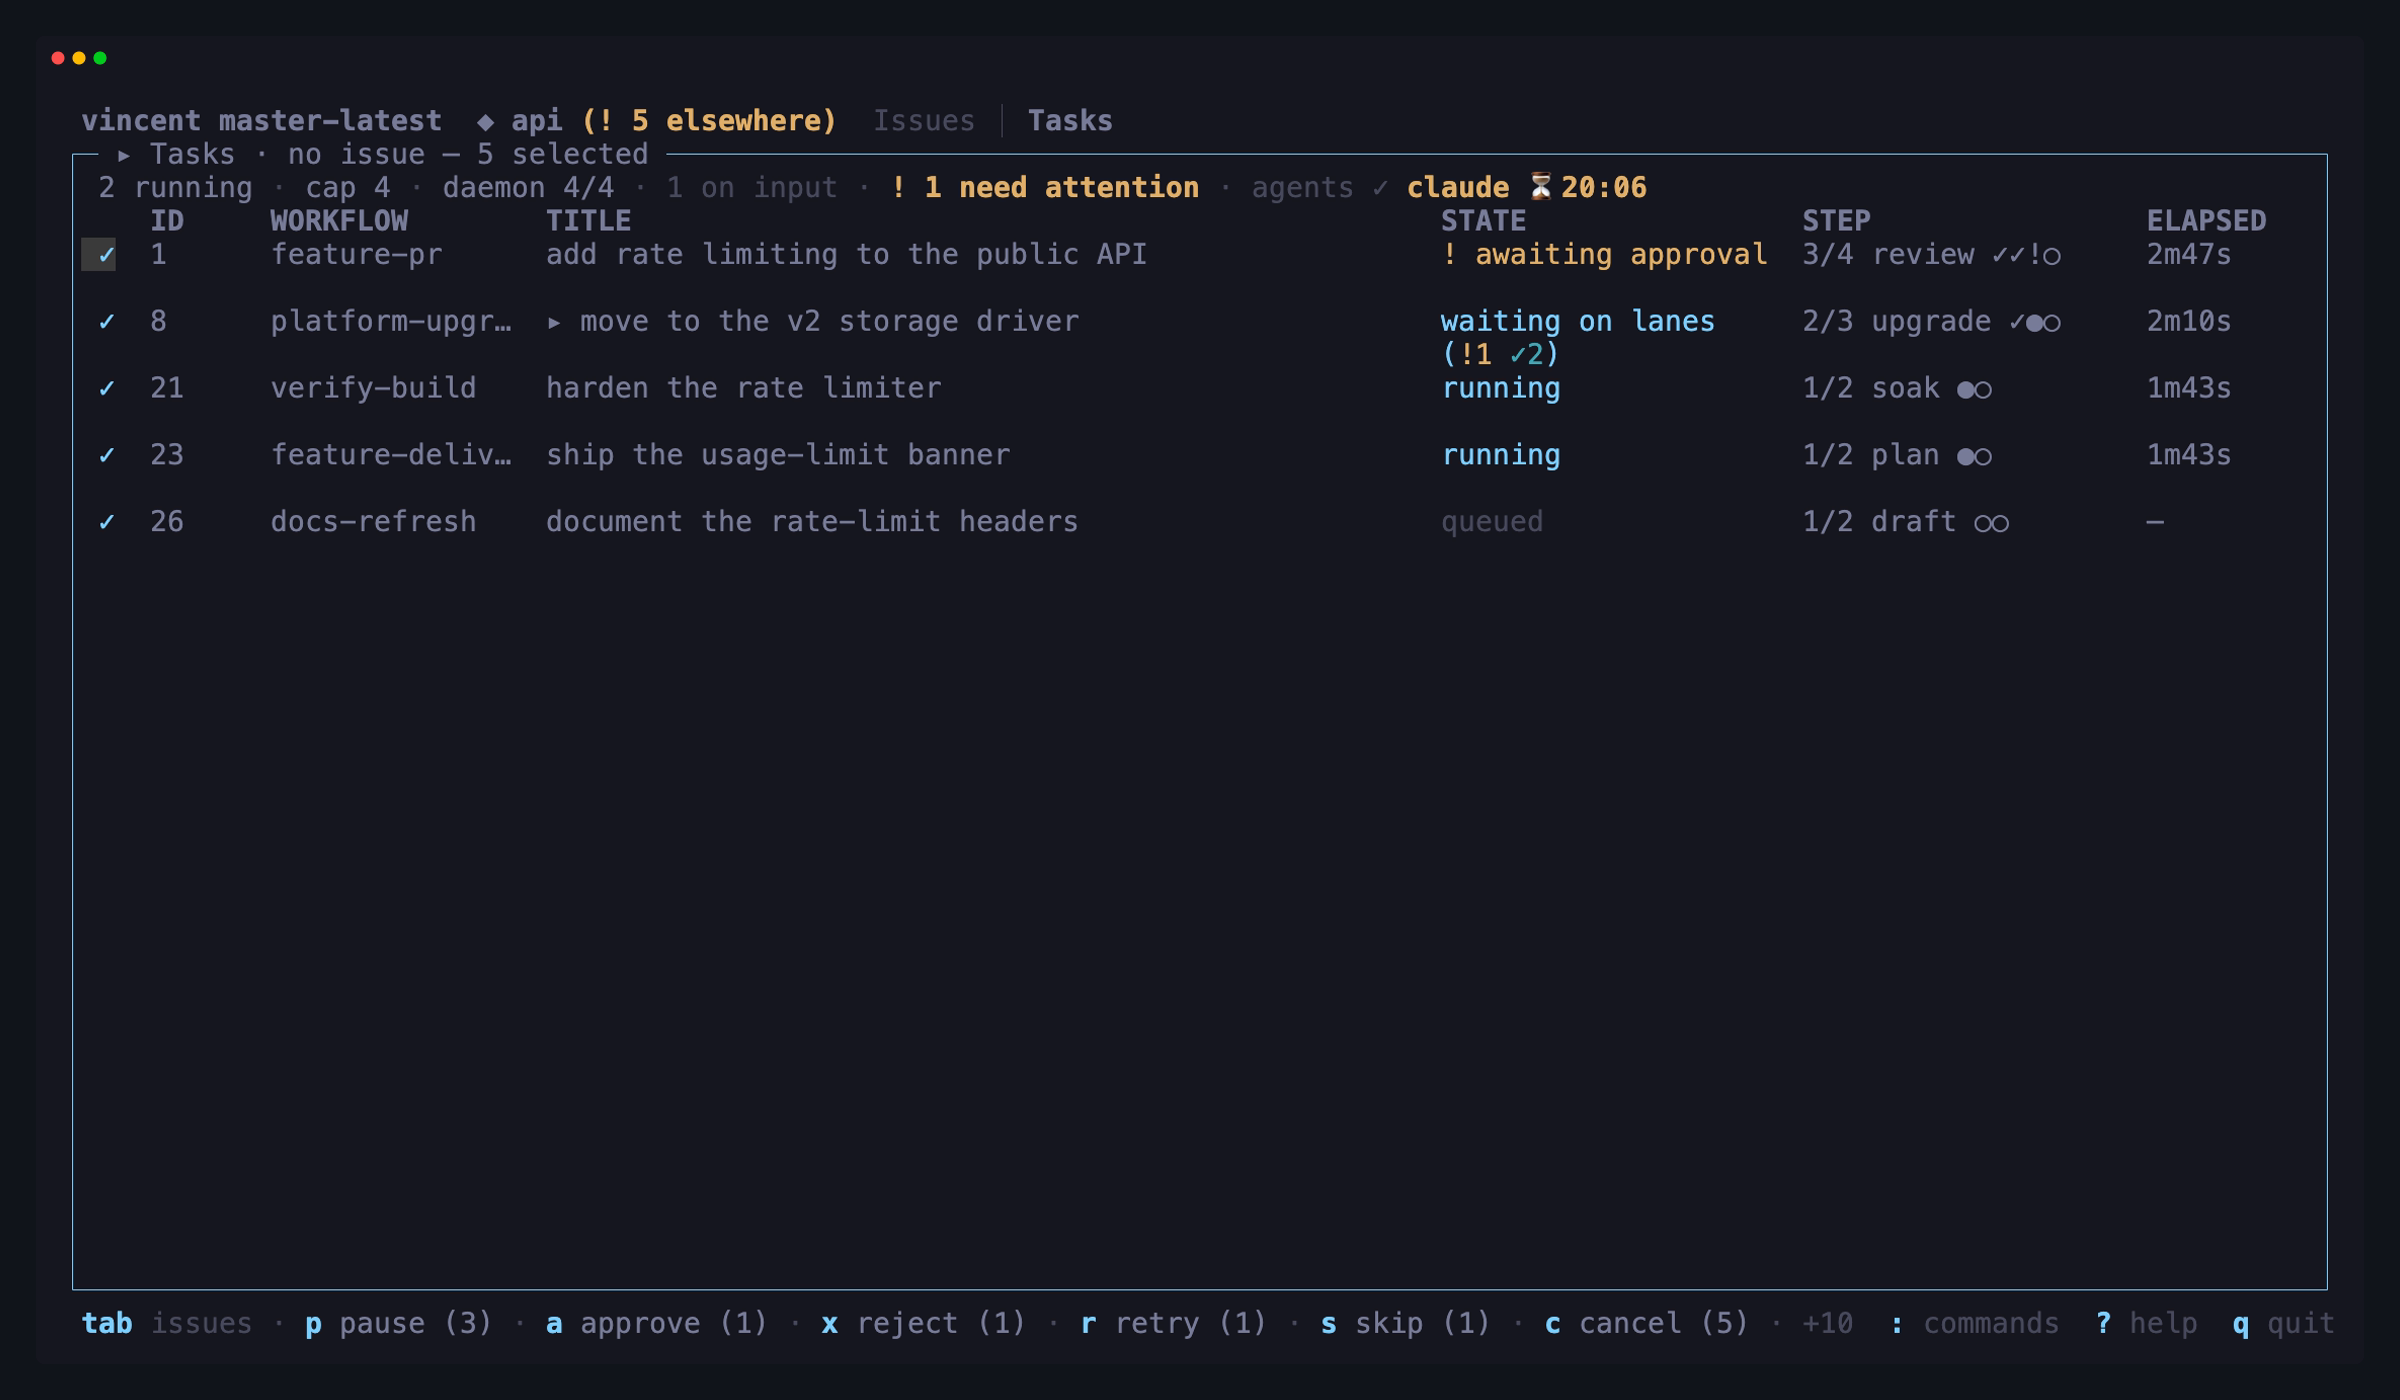 vincent master-latest ◆ api (! 5 elsewhere) Issues │ Tasks
▸ Tasks · no issue — 5 selected
2 running · cap 4 · daemon 4/4 · 1 on input · ! 1 need attention · agents ✓ claude ⏳20:06
ID WORKFLOW TITLE STATE STEP ELAPSED
✓ 1 feature-pr add rate limiting to the public API ! awaiting approval 3/4 review ✓✓!○ 2m47s
✓ 8 platform-upgr… ▸ move to the v2 storage driver waiting on lanes 2/3 upgrade ✓●○ 2m10s
(!1 ✓2)
✓ 21 verify-build harden the rate limiter running 1/2 soak ●○ 1m43s
✓ 23 feature-deliv… ship the usage-limit banner running 1/2 plan ●○ 1m43s
✓ 26 docs-refresh document the rate-limit headers queued 1/2 draft ○○ —
tab issues · p pause (3) · a approve (1) · x reject (1) · r retry (1) · s skip (1) · c cancel (5) · +10 : commands ? help q quit